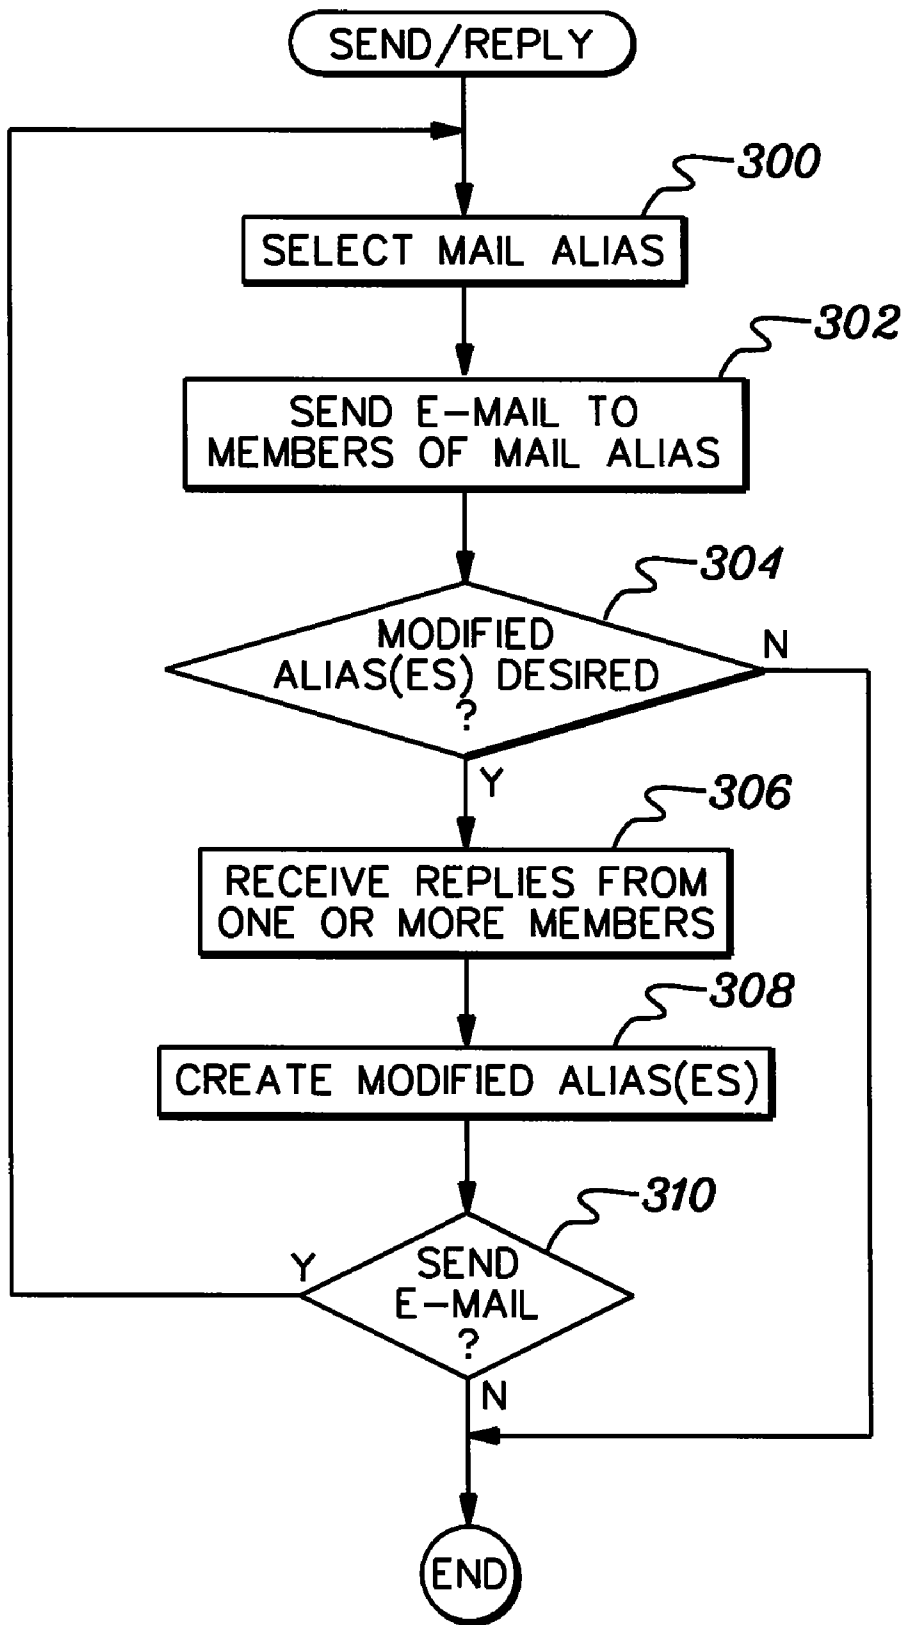 SEND/REPLY
300
SELECT MAIL ALIAS
302
SEND E-MAIL TO
MEMBERS OF MAIL ALIAS
304
MODIFIED
ALIAS(ES) DESIRED
?
N
Y
306
RECEIVE REPLIES FROM
ONE OR MORE MEMBERS
308
CREATE MODIFIED ALIAS(ES)
310
Y
SEND
E-MAIL
?
N
END